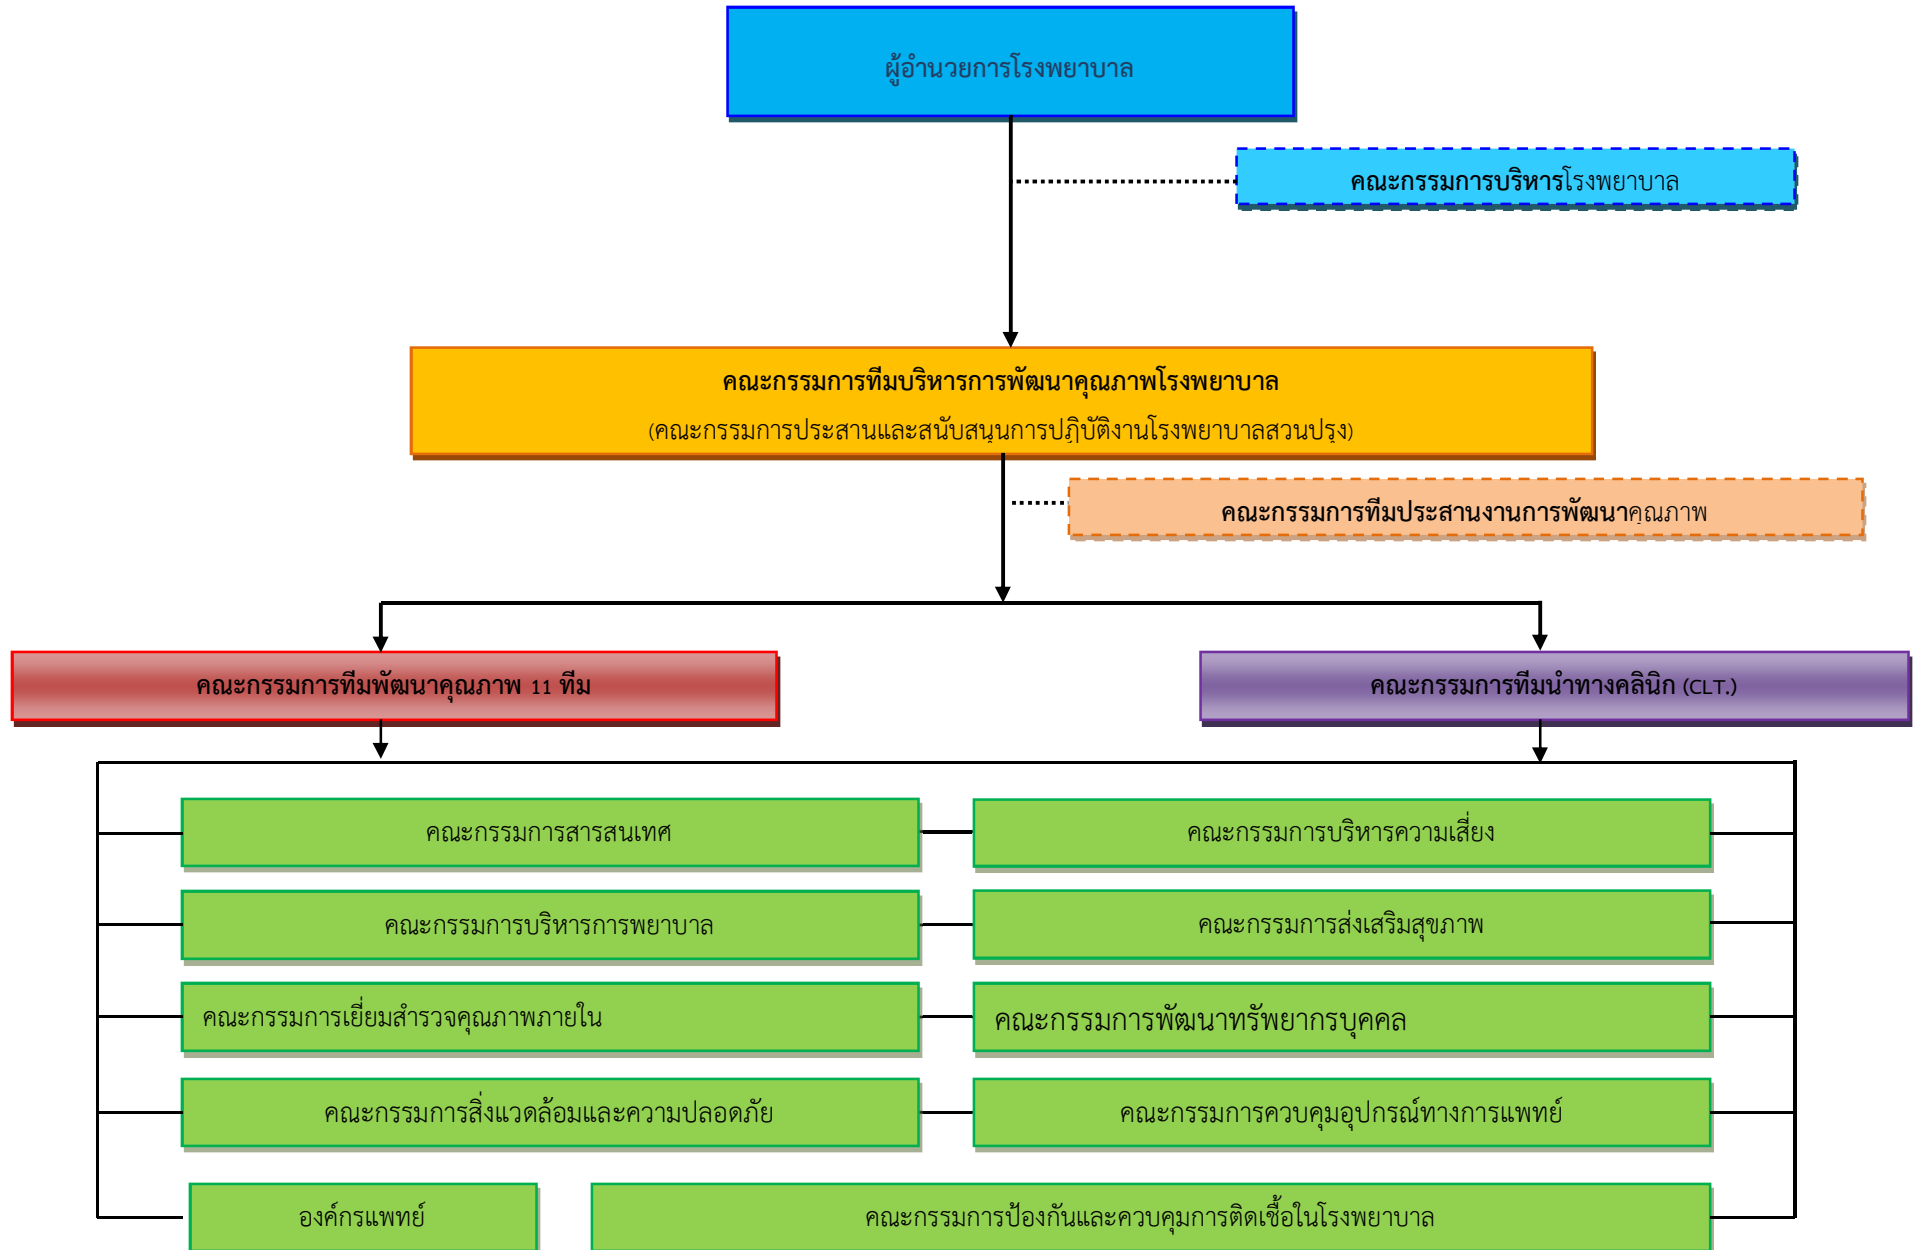 ผู้อำนวยการโรงพยาบาล
คณะกรรมการบริหารโรงพยาบาล
คณะกรรมการทีมบริหารการพัฒนาคุณภาพโรงพยาบาล
(คณะกรรมการประสานและสนับสนุนการปฏิบัติงานโรงพยาบาลสวนปรุง)
คณะกรรมการทีมประสานงานการพัฒนาคุณภาพ
คณะกรรมการทีมพัฒนาคุณภาพ 11 ทีม
คณะกรรมการทีมนำทางคลินิก (CLT.)
คณะกรรมการสารสนเทศ
คณะกรรมการบริหารความเสี่ยง
คณะกรรมการบริหารการพยาบาล
คณะกรรมการส่งเสริมสุขภาพ
คณะกรรมการเยี่ยมสำรวจคุณภาพภายใน
คณะกรรมการพัฒนาทรัพยากรบุคคล
คณะกรรมการสิ่งแวดล้อมและความปลอดภัย
คณะกรรมการควบคุมอุปกรณ์ทางการแพทย์
องค์กรแพทย์
คณะกรรมการป้องกันและควบคุมการติดเชื้อในโรงพยาบาล